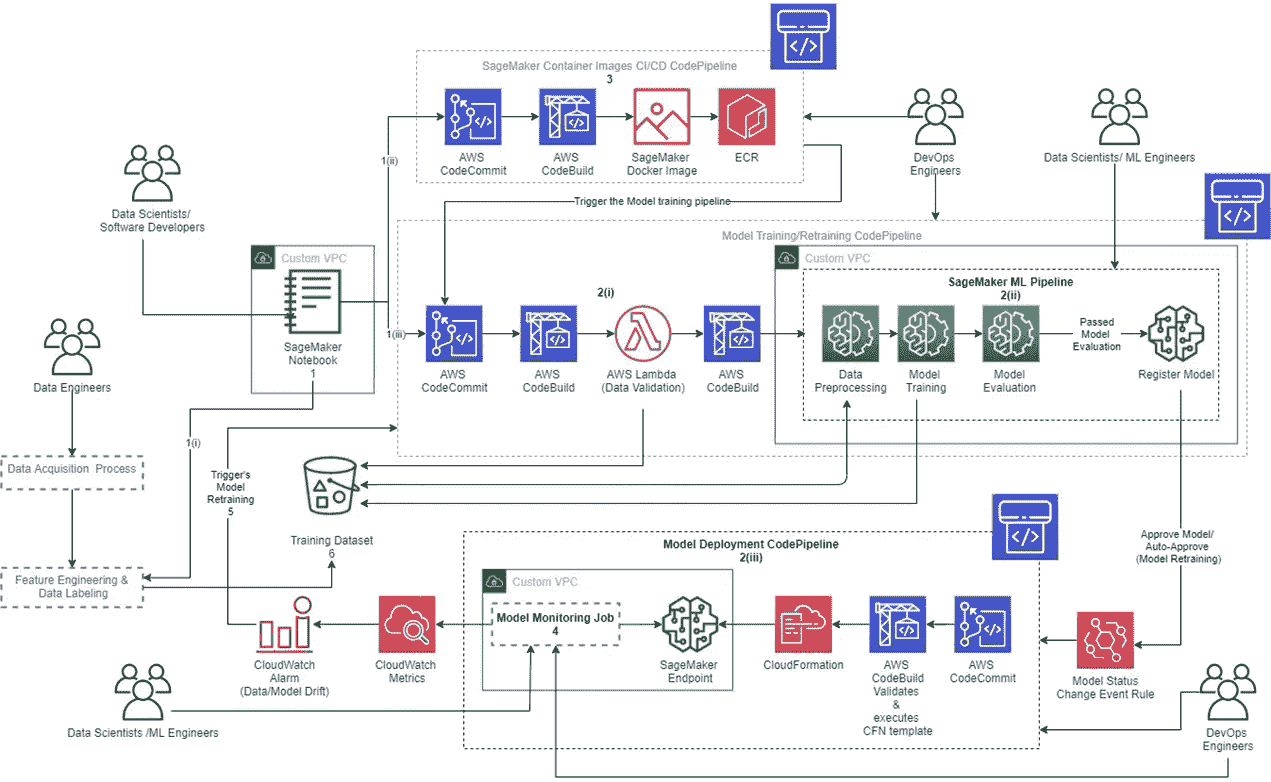 SageMaker Container Images CI/CD CodePipeline
3
AWS
CodeCommit
AWS
CodeBuild
SageMaker
Docker Image
ECR
DevOps
Engineers
Data Scientists/ ML Engineers
1(ii)
Data Scientists/
Software Developers
Trigger the Model training pipeline
Model Training/Retraining CodePipeline
Custom VPC
SageMaker
Notebook
1
1(iii)
2(i)
AWS
CodeCommit
AWS
CodeBuild
AWS Lambda
(Data Validation)
AWS
CodeBuild
Custom VPC
SageMaker ML Pipeline
2(ii)
Data
Preprocessing
Model
Training
Model
Evaluation
Passed
Model
Evaluation
Register Model
Data Engineers
1(i)
Data Acquisition Process
Trigger's
Model
Retraining
5
Training Dataset
6
Feature Engineering &
Data Labeling
Model Deployment CodePipeline
2(iii)
Approve Model/
Auto-Approve
(Model Retraining)
Custom VPC
Model Monitoring Job
4
CloudWatch
Alarm
(Data/Model Drift)
CloudWatch
Metrics
SageMaker
Endpoint
CloudFormation
AWS
CodeBuild
Validates
&
executes
CFN template
AWS
CodeCommit
Model Status
Change Event Rule
Data Scientists /ML Engineers
DevOps
Engineers